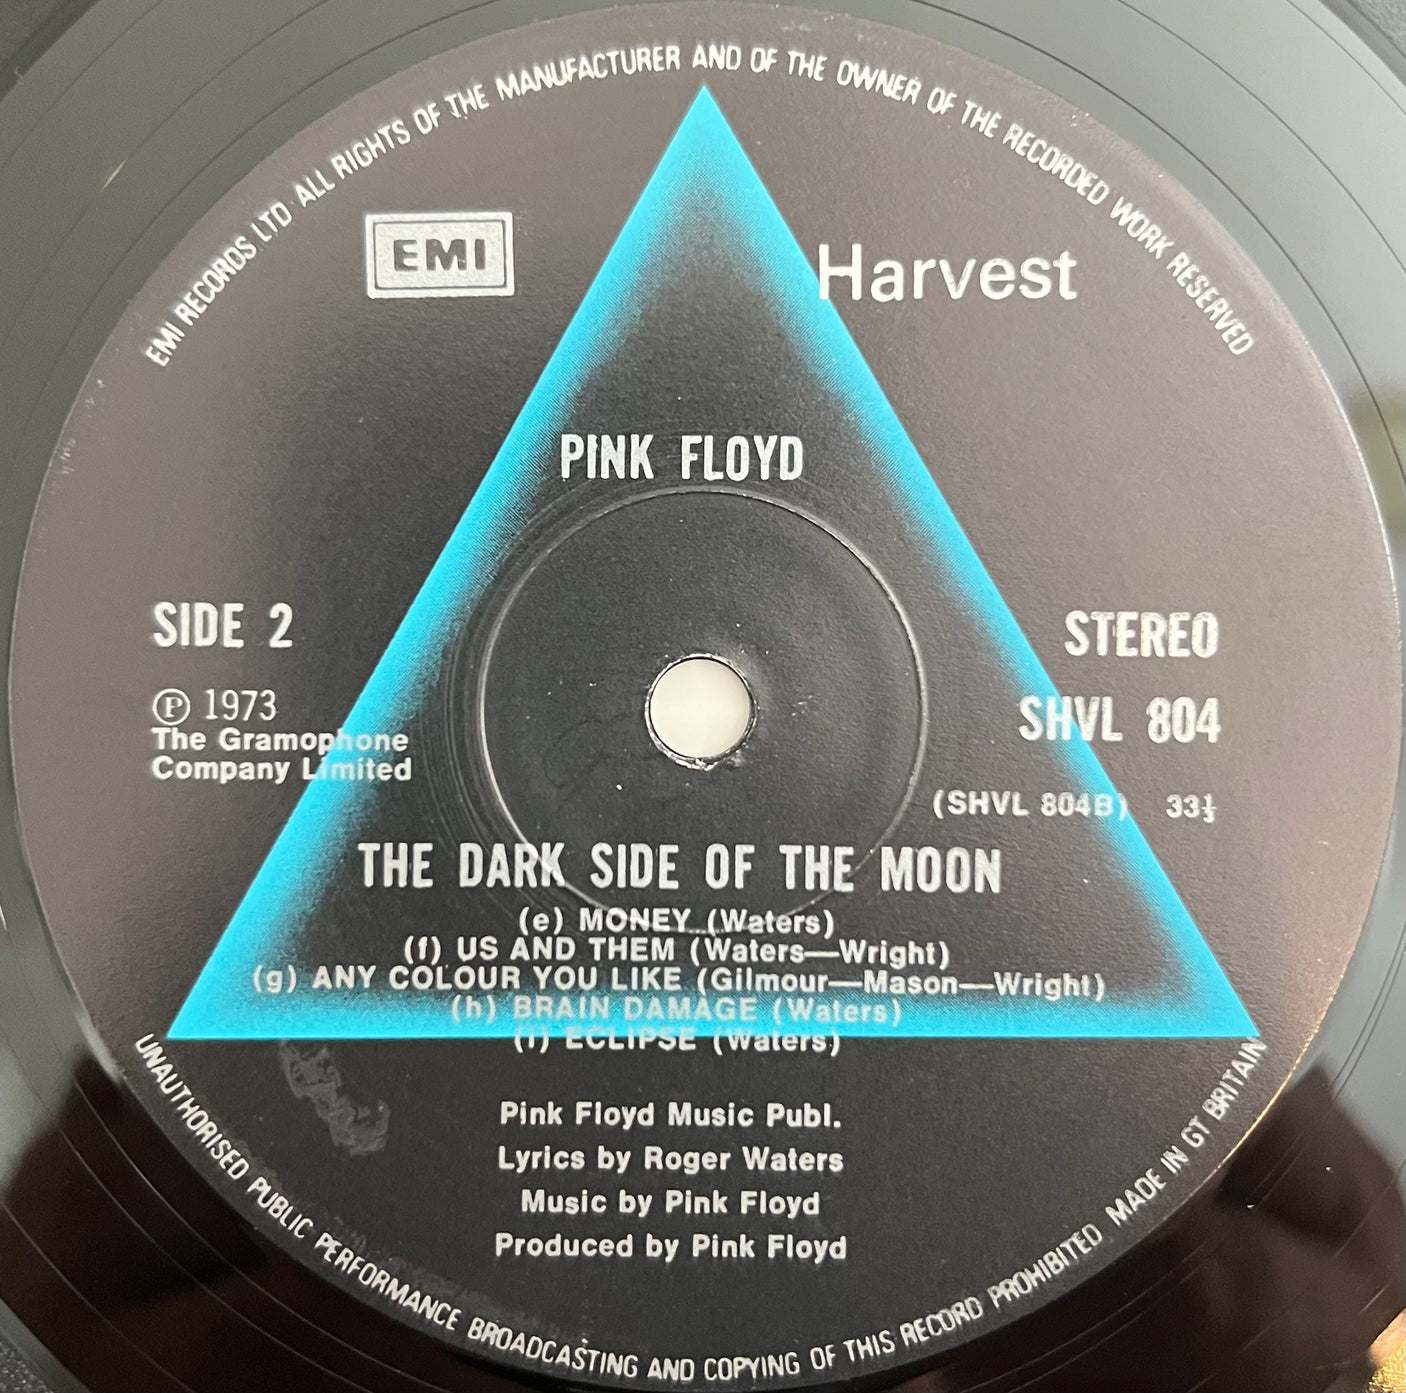 EMI RECORDS LTD · ALL RIGHTS OF THE MANUFACTURER AND OF THE OWNER OF THE RECORDED WORK RESERVED
EMI
Harvest
PINK FLOYD
SIDE 2
STEREO
Ⓟ 1973
The Gramophone
Company Limited
SHVL 804
(SHVL 804B) 33⅓
THE DARK SIDE OF THE MOON
(e) MONEY (Waters)
(f) US AND THEM (Waters—Wright)
(g) ANY COLOUR YOU LIKE (Gilmour—Mason—Wright)
(h) BRAIN DAMAGE (Waters)
(i) ECLIPSE (Waters)
Pink Floyd Music Publ.
Lyrics by Roger Waters
Music by Pink Floyd
Produced by Pink Floyd
UNAUTHORISED PUBLIC PERFORMANCE BROADCASTING AND COPYING OF THIS RECORD PROHIBITED MADE IN GT BRITAIN